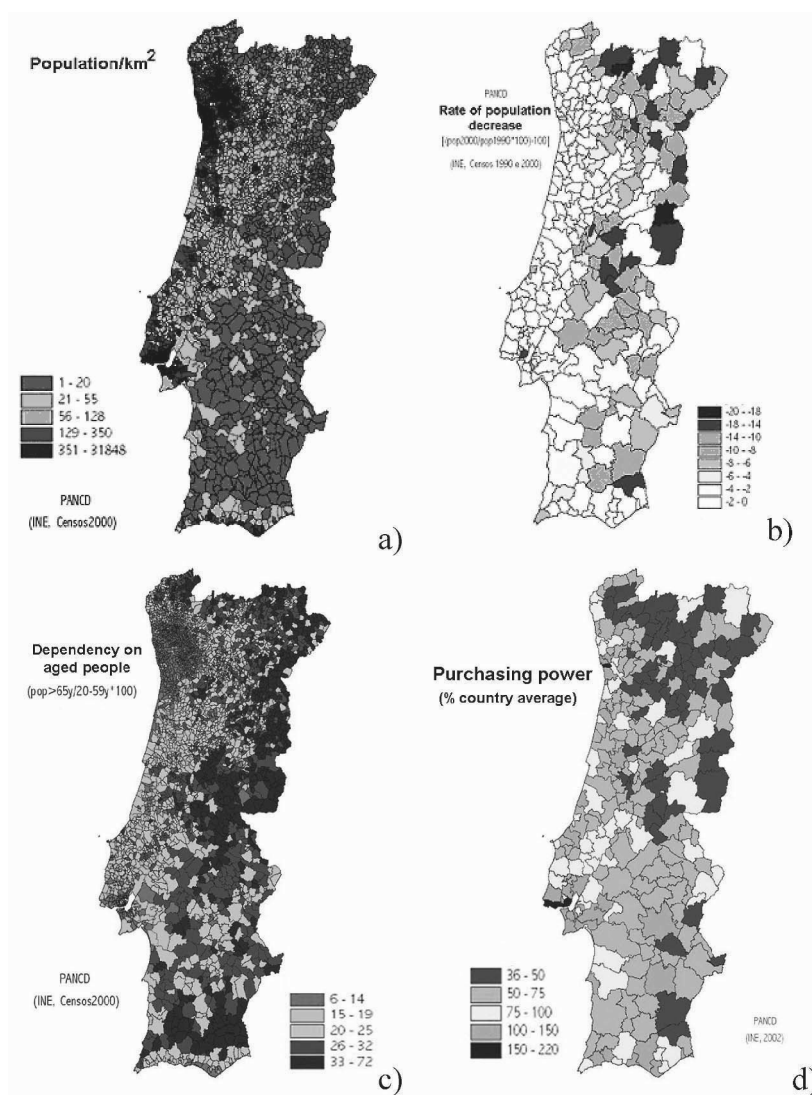 Population/km2
1 - 20
21 - 55
56 - 128
129 - 350
351 - 31848
PANCD
(INE, Censos2000)
a)
PANCD
Rate of population
decrease
[(pop2000/pop1990*100)-100]
(INE, Censos 1990 e 2000)
-20 - -18
-18 - -14
-14 - -10
-10 - -8
-8 - -6
-6 - -4
-4 - -2
-2 - 0
b)
Dependency on
aged people
(pop>65y/20-59y*100)
PANCD
(INE, Censos2000)
6 - 14
15 - 19
20 - 25
26 - 32
33 - 72
c)
Purchasing power
(% country average)
36 - 50
50 - 75
75 - 100
100 - 150
150 - 220
PANCD
(INE, 2002)
d)